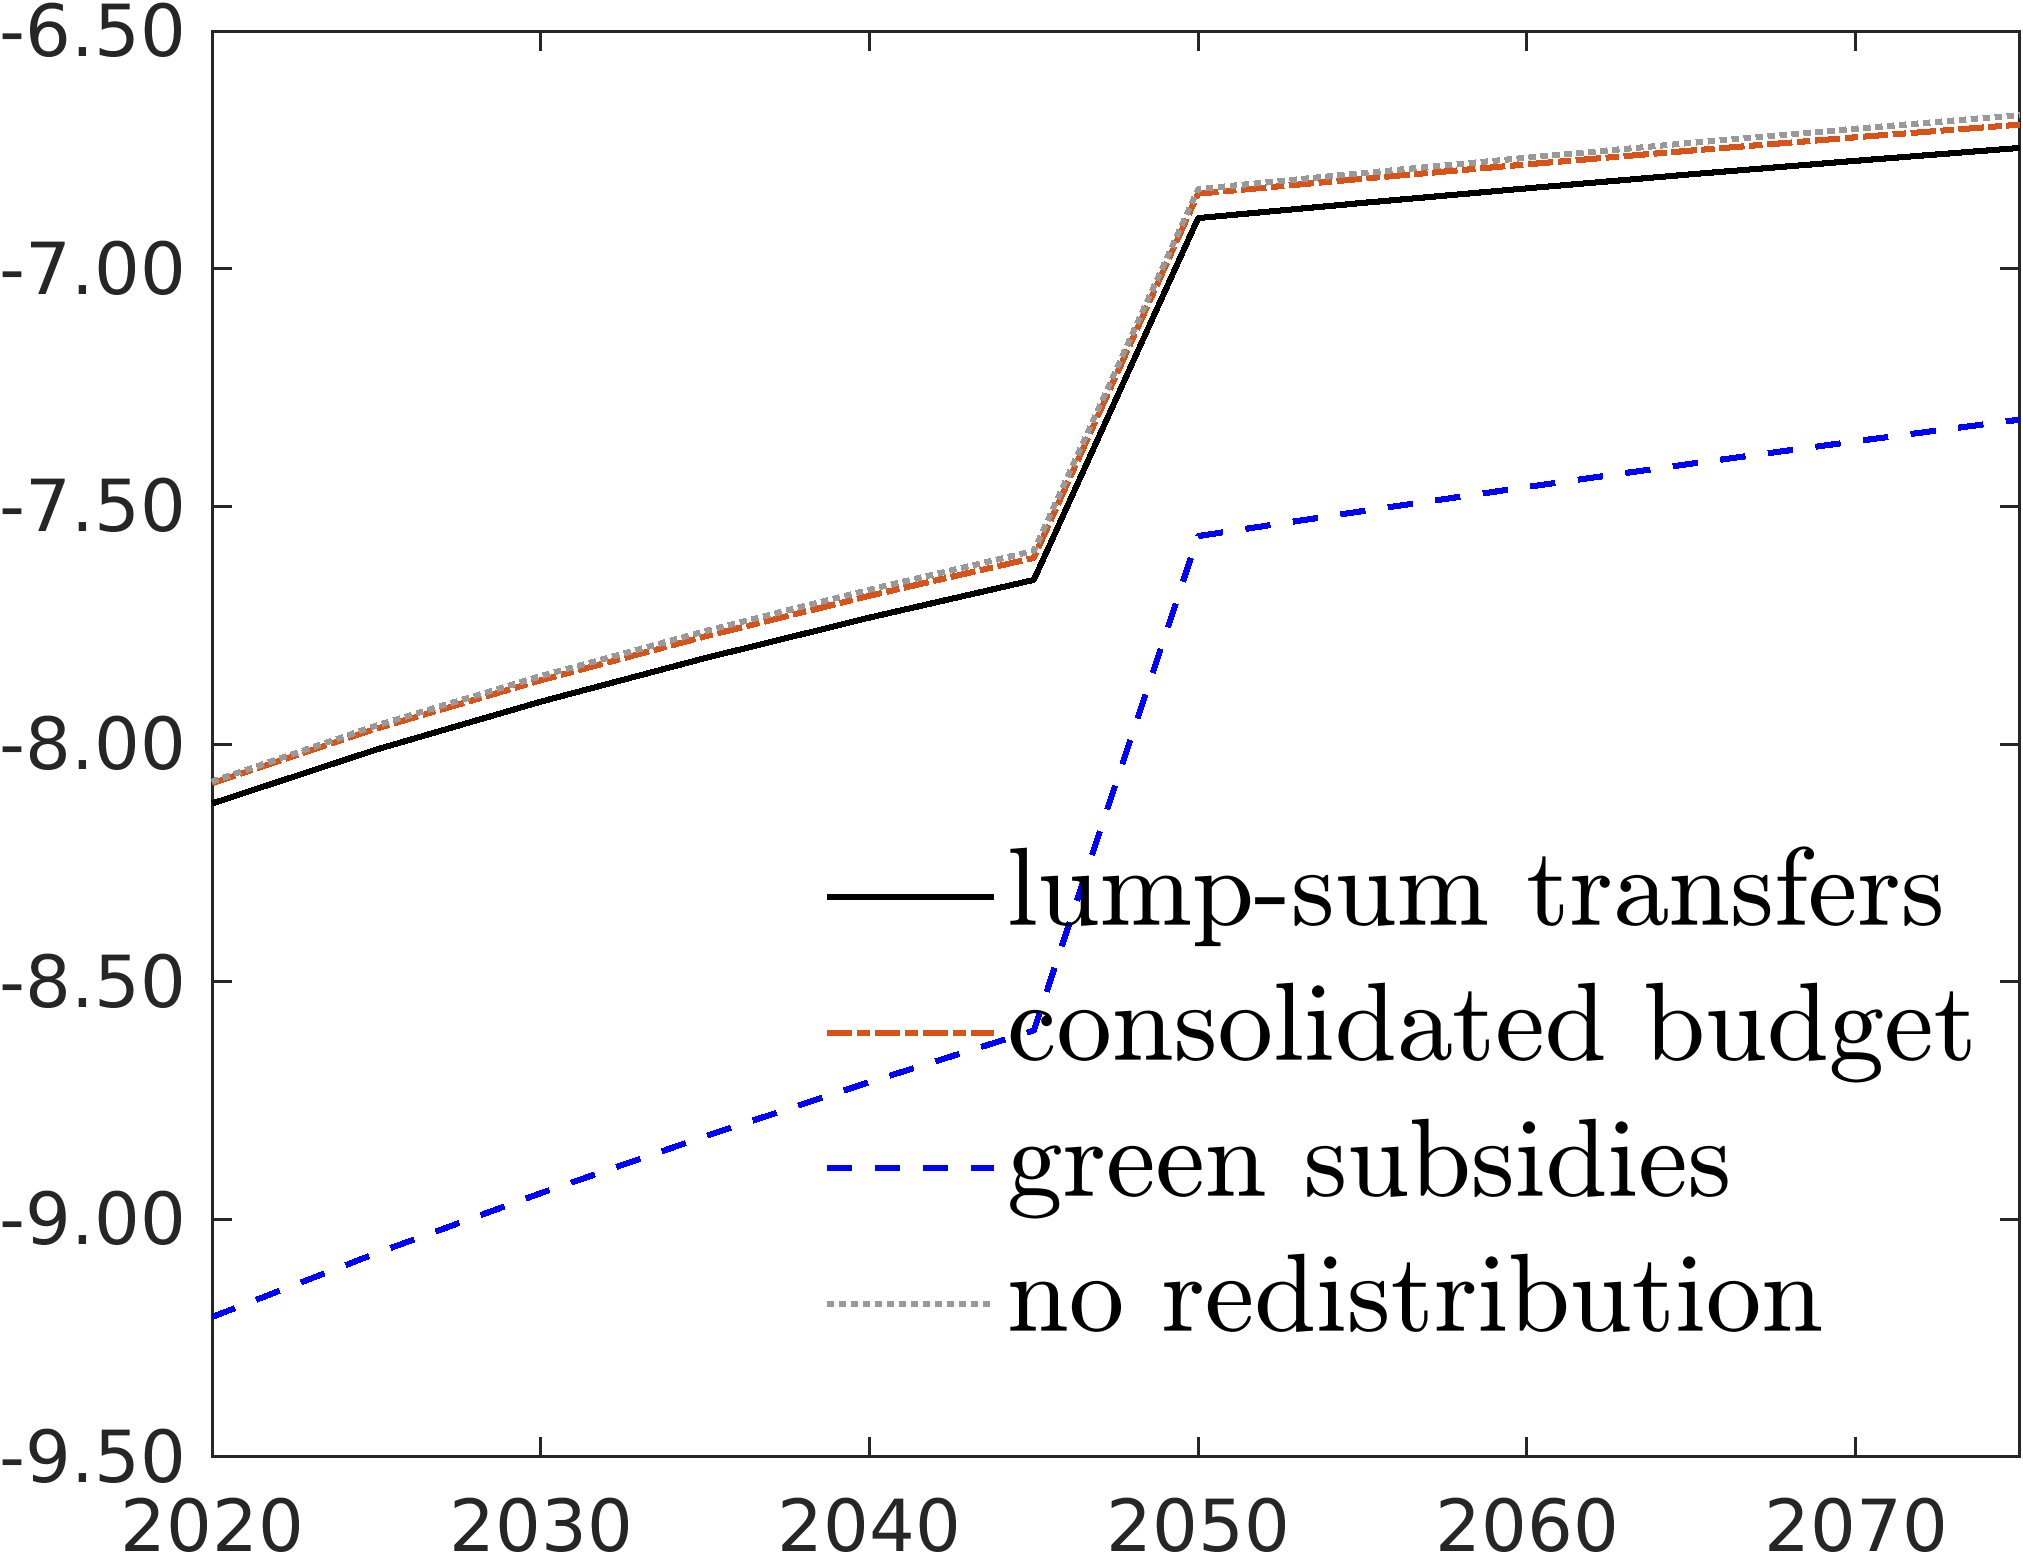 -6.50
-7.00
-7.50
-8.00
-8.50
-9.00
-9.50
2020 2030 2040 2050 2060 2070
lump-sum transfers
consolidated budget
green subsidies
no redistribution